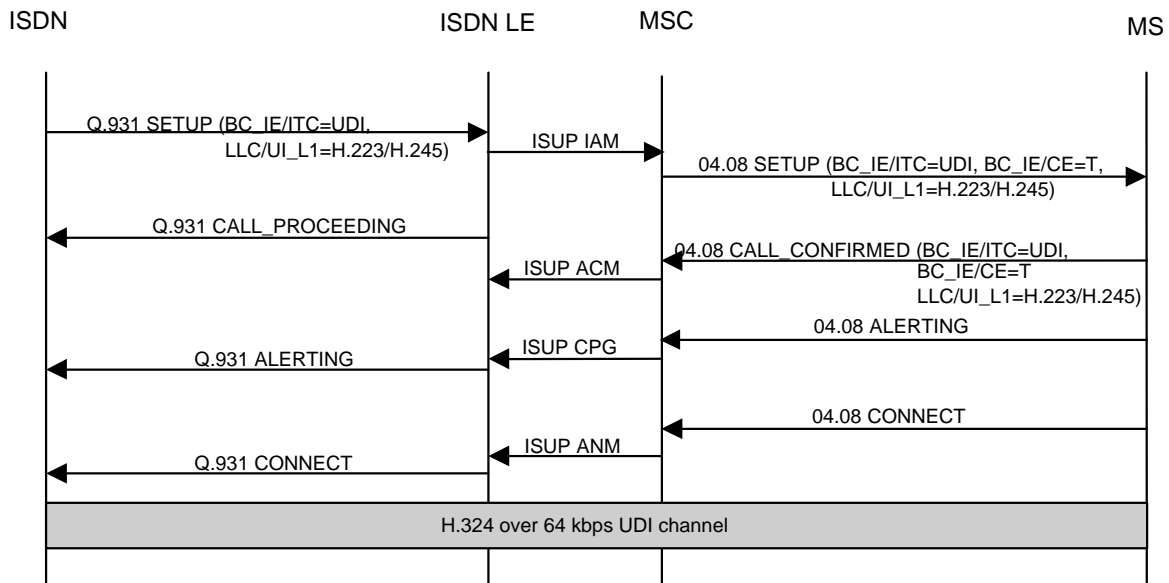 ISDN
ISDN LE
MSC
MS
Q.931 SETUP (BC_IE/ITC=UDI,
LLC/UI_L1=H.223/H.245)
ISUP IAM
04.08 SETUP (BC_IE/ITC=UDI, BC_IE/CE=T,
LLC/UI_L1=H.223/H.245)
Q.931 CALL_PROCEEDING
04.08 CALL_CONFIRMED (BC_IE/ITC=UDI,
BC_IE/CE=T
LLC/UI_L1=H.223/H.245)
ISUP ACM
04.08 ALERTING
ISUP CPG
Q.931 ALERTING
04.08 CONNECT
ISUP ANM
Q.931 CONNECT
H.324 over 64 kbps UDI channel